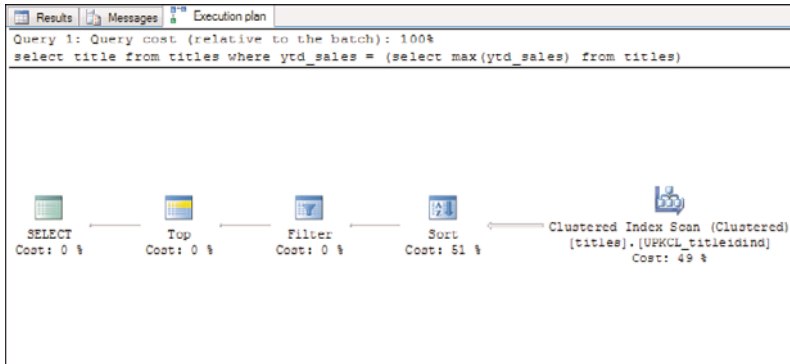 Results Messages Execution plan
Query 1: Query cost (relative to the batch): 100%
select title from titles where ytd_sales = (select max(ytd_sales) from titles)
SELECT
Cost: 0 %
Top
Cost: 0 %
Filter
Cost: 0 %
Sort
Cost: 51 %
Clustered Index Scan (Clustered)
[titles].[UPKCL_titleidind]
Cost: 49 %